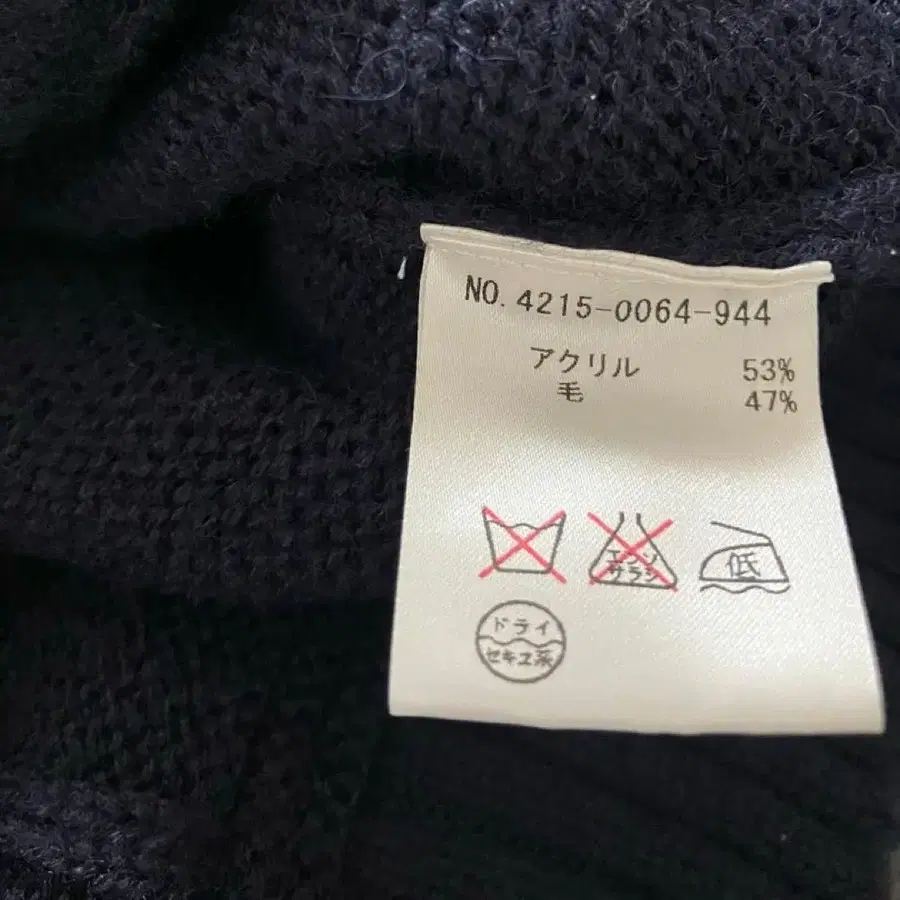 NO. 4215-0064-944
アクリル 53%
毛 47%
エンソ
サラシ
低
ドライ
セキユ系